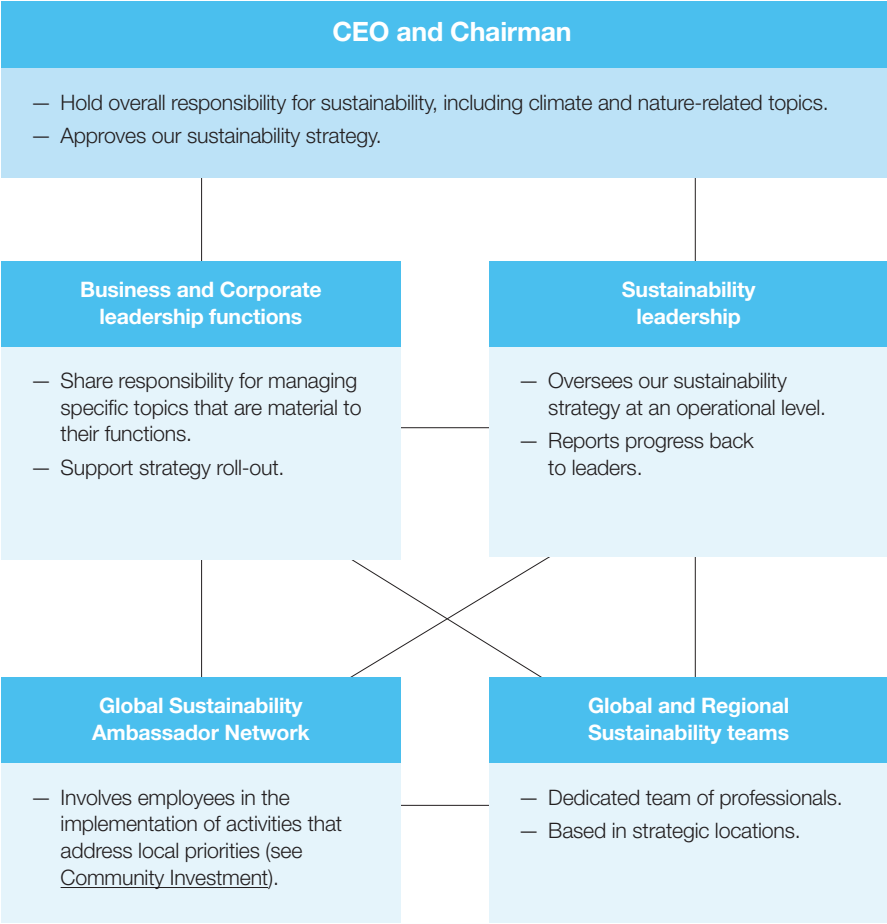 CEO and Chairman
— Hold overall responsibility for sustainability, including climate and nature-related topics.
— Approves our sustainability strategy.
Business and Corporate
leadership functions
— Share responsibility for managing
specific topics that are material to
their functions.
— Support strategy roll-out.
Sustainability
leadership
— Oversees our sustainability
strategy at an operational level.
— Reports progress back
to leaders.
Global Sustainability
Ambassador Network
— Involves employees in the
implementation of activities that
address local priorities (see
Community Investment).
Global and Regional
Sustainability teams
— Dedicated team of professionals.
— Based in strategic locations.